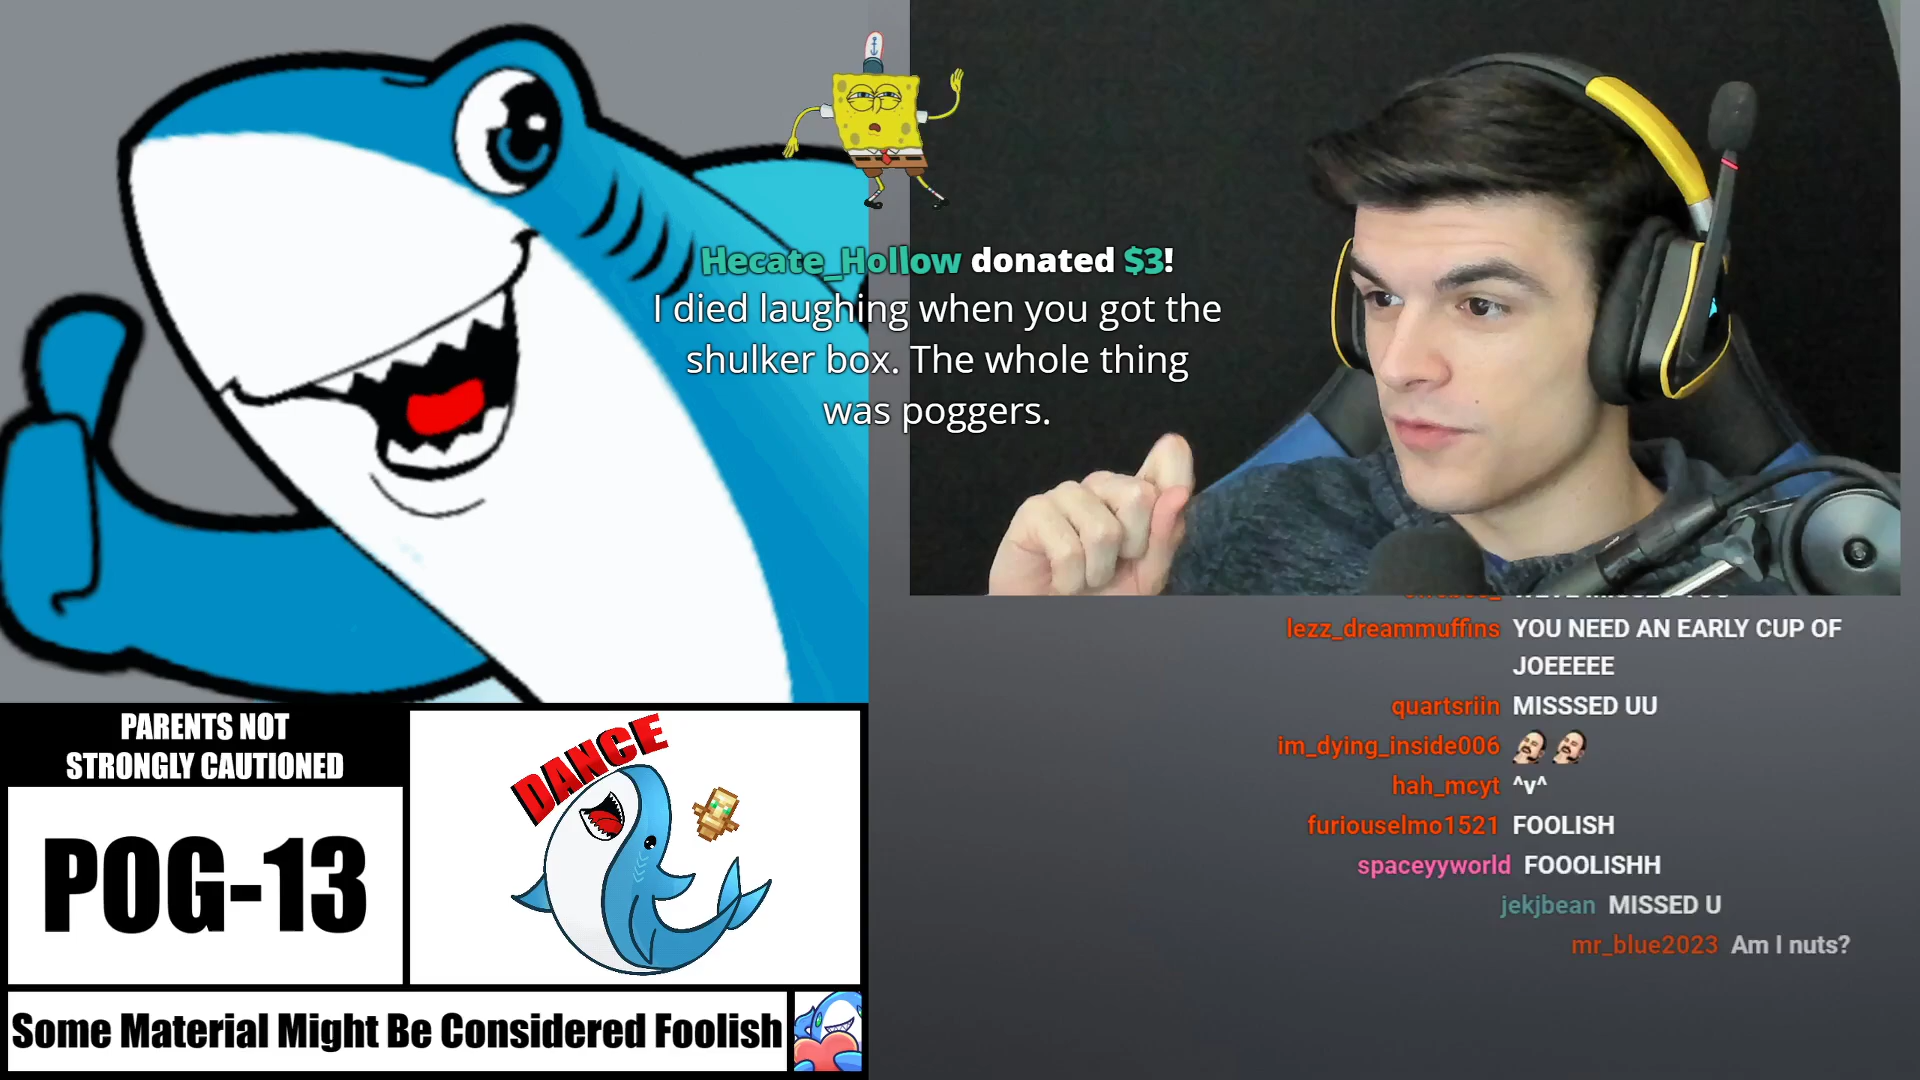 Hecate_Hollow donated $3!
I died laughing when you got the
shulker box. The whole thing
was poggers.
lezz_dreammuffins YOU NEED AN EARLY CUP OF
JOEEEEE
quartsriin MISSSED UU
im_dying_inside006
hah_mcyt ^v^
furiouselmo1521 FOOLISH
spaceyyworld FOOOLISHH
jekjbean MISSED U
mr_blue2023 Am I nuts?
PARENTS NOT
STRONGLY CAUTIONED
POG-13
DANCE
Some Material Might Be Considered Foolish